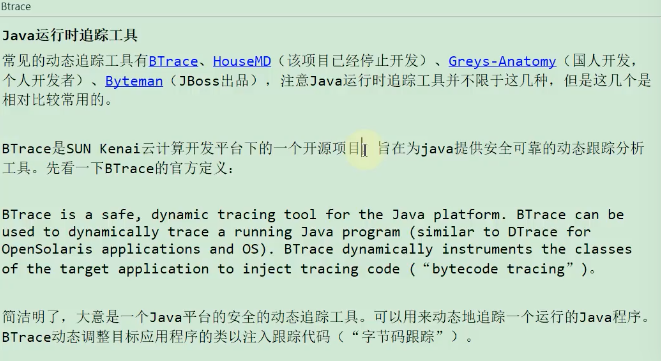 Btrace
Java运行时追踪工具
常见的动态追踪工具有BTrace、HouseMD（该项目已经停止开发）、Greys-Anatomy（国人开发，
个人开发者）、Byteman（JBoss出品），注意Java运行时追踪工具并不限于这几种，但是这几个是
相对比较常用的。
BTrace是SUN Kenai云计算开发平台下的一个开源项目，旨在为java提供安全可靠的动态跟踪分析
工具。先看一下BTrace的官方定义：
BTrace is a safe, dynamic tracing tool for the Java platform. BTrace can be
used to dynamically trace a running Java program (similar to DTrace for
OpenSolaris applications and OS). BTrace dynamically instruments the classes
of the target application to inject tracing code (“bytecode tracing”)。
简洁明了，大意是一个Java平台的安全的动态追踪工具。可以用来动态地追踪一个运行的Java程序。
BTrace动态调整目标应用程序的类以注入跟踪代码（“字节码跟踪”）。